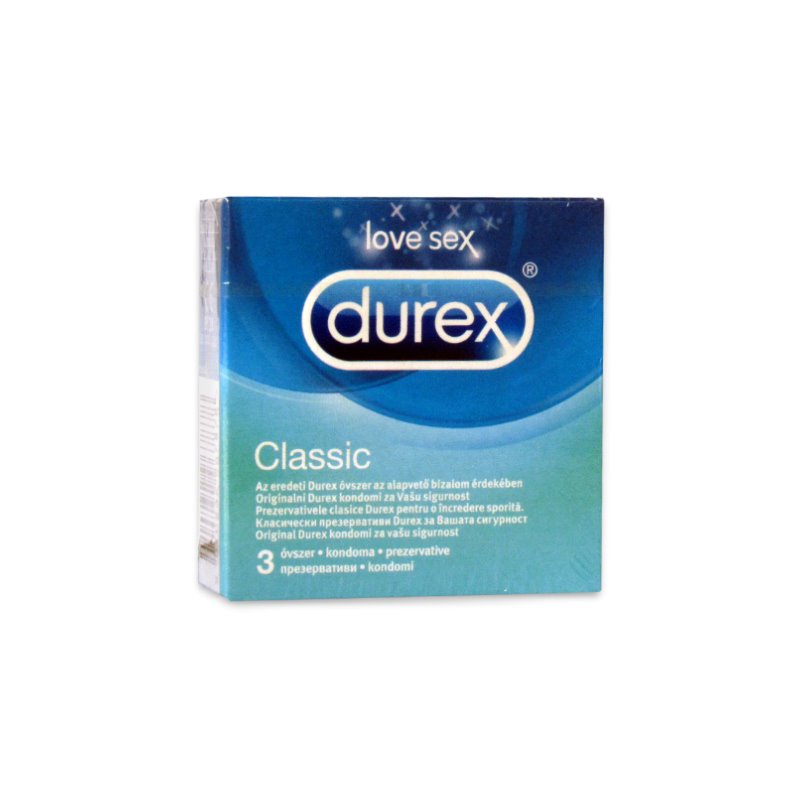 love sex
durex®
Classic
Az eredeti Durex óvszer az alapvető bizalom érdekében
Originalni Durex kondomi za Vašu sigurnost
Prezervativele clasice Durex pentru o încredere sporită.
Класически презервативи Durex за Вашата сигурност
Original Durex kondomi za vašu sigurnost
3 óvszer • kondoma • prezervative
презервативи • kondomi